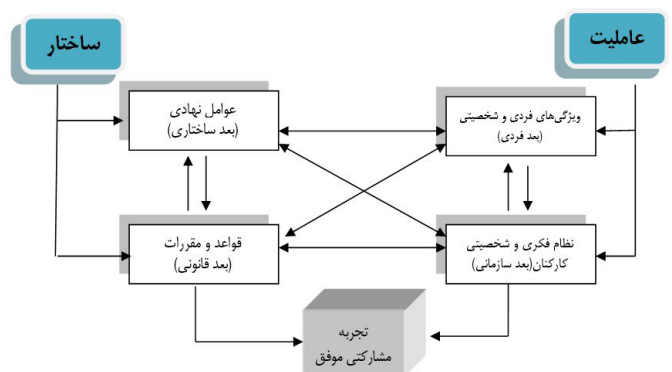 ساختار
عاملیت
عوامل نهادی
(بعد ساختاری)
ویژگی‌های فردی و شخصیتی
(بعد فردی)
قواعد و مقررات
(بعد قانونی)
نظام فکری و شخصیتی
کارکنان(بعد سازمانی)
تجربه
مشارکتی موفق